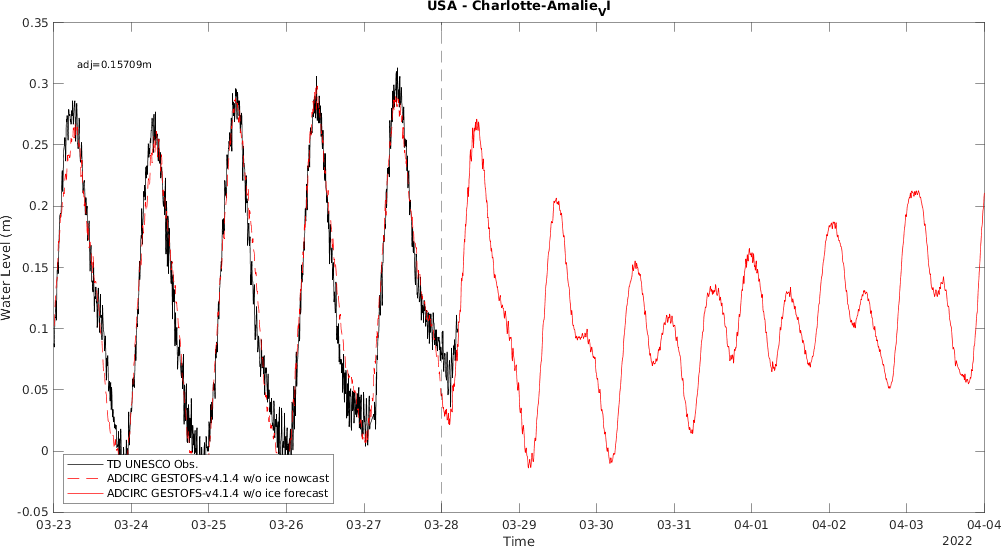 USA - Charlotte-AmalieVI
adj=0.15709m
Water Level (m)
0.35
0.3
0.25
0.2
0.15
0.1
0.05
0
-0.05
TD UNESCO Obs.
ADCIRC GESTOFS-v4.1.4 w/o ice nowcast
ADCIRC GESTOFS-v4.1.4 w/o ice forecast
03-23 03-24 03-25 03-26 03-27 03-28 03-29 03-30 03-31 04-01 04-02 04-03 04-04
Time
2022